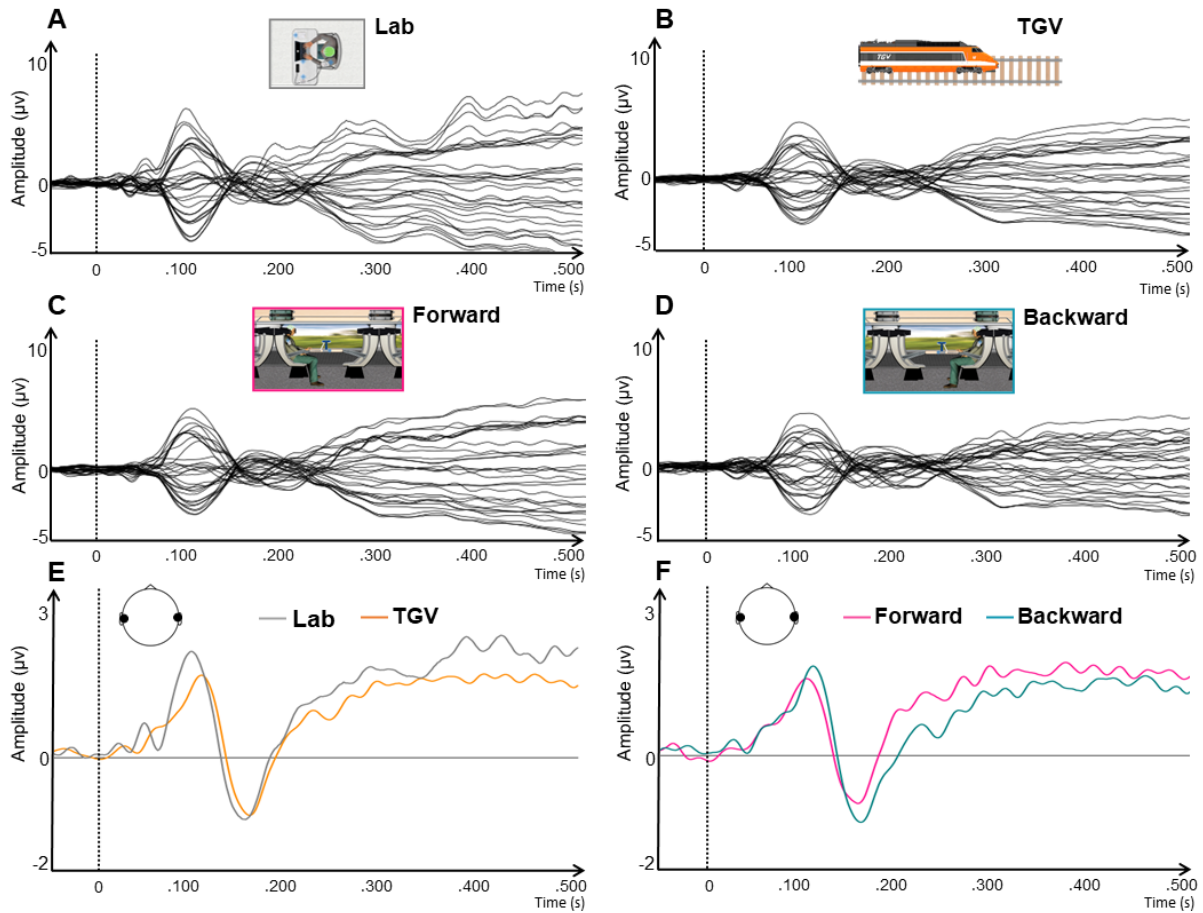 A
Lab
10
0
-5
Amplitude (μv)
0 .100 .200 .300 .400 .500
Time (s)
B
TGV
TGV
10
0
-5
Amplitude (μv)
0 .100 .200 .300 .400 .500
Time (s)
C
Forward
10
0
-5
Amplitude (μv)
0 .100 .200 .300 .400 .500
Time (s)
D
Backward
10
0
-5
Amplitude (μv)
0 .100 .200 .300 .400 .500
Time (s)
E
Lab TGV
3
0
-2
Amplitude (μv)
0 .100 .200 .300 .400 .500
Time (s)
F
Forward Backward
3
0
-2
Amplitude (μv)
0 .100 .200 .300 .400 .500
Time (s)